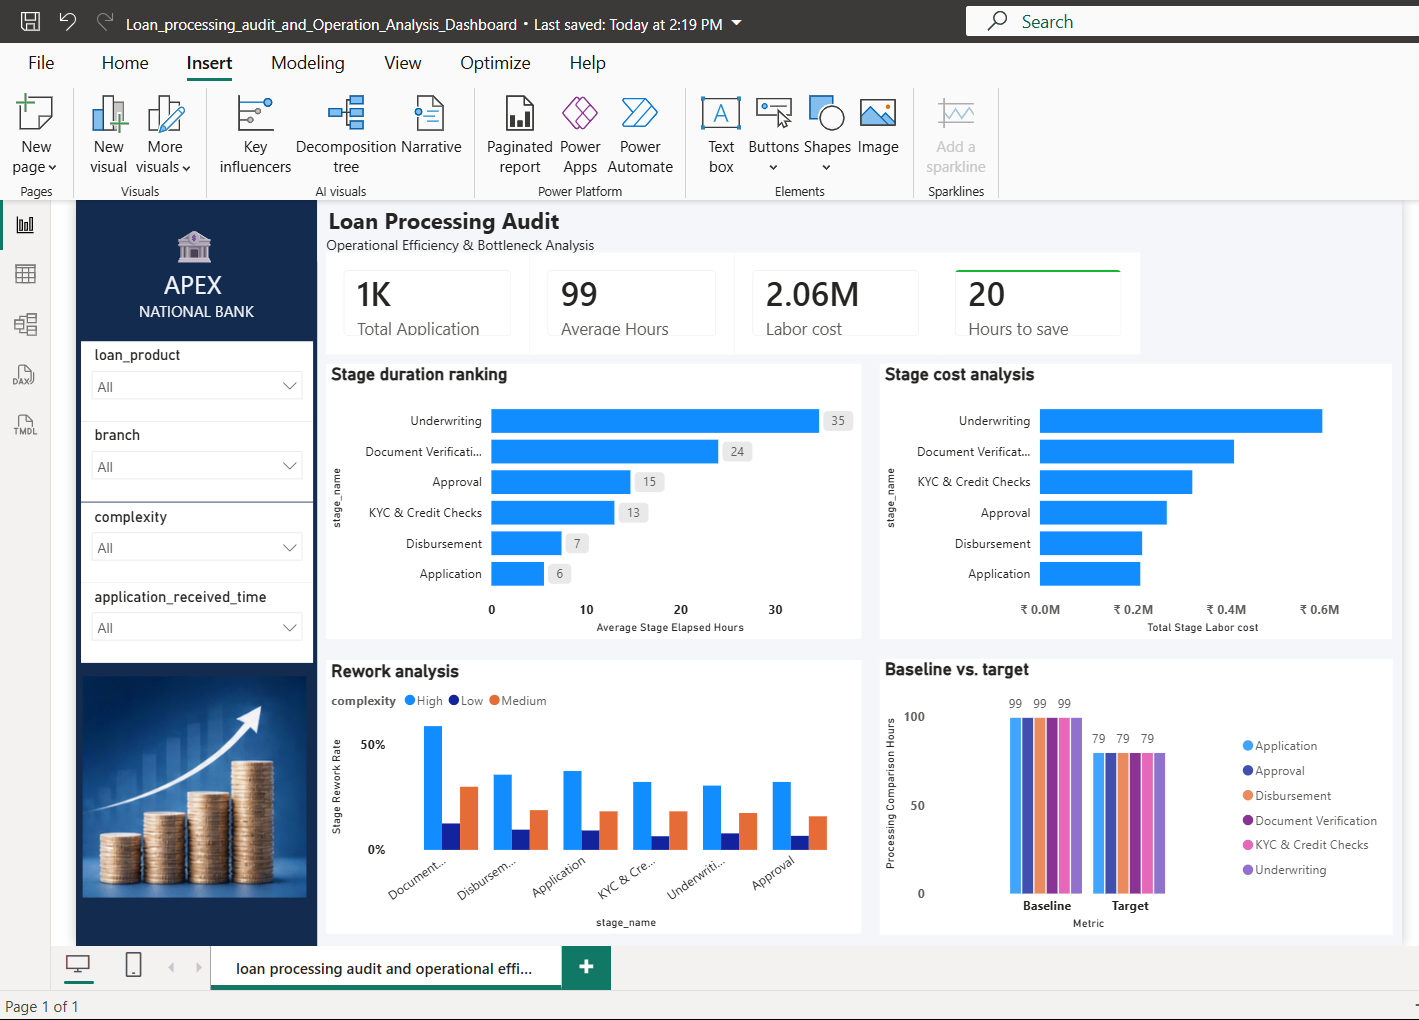 Loan_processing_audit_and_Operation_Analysis_Dashboard • Last saved: Today at 2:19 PM
Search
File Home Insert Modeling View Optimize Help
New page
New visual
More visuals
Key influencers
Decomposition tree
Narrative
Paginated report
Power Apps
Power Automate
Text box
Buttons
Shapes
Image
Add a sparkline
Pages
Visuals
AI visuals
Power Platform
Elements
Sparklines
DAX
TMDL
APEX
NATIONAL BANK
loan_product
All
branch
All
complexity
All
application_received_time
All
Loan Processing Audit
Operational Efficiency & Bottleneck Analysis
1K
Total Application
99
Average Hours
2.06M
Labor cost
20
Hours to save
Stage duration ranking
stage_name
Underwriting 35
Document Verificati... 24
Approval 15
KYC & Credit Checks 13
Disbursement 7
Application 6
0 10 20 30
Average Stage Elapsed Hours
Stage cost analysis
stage_name
Underwriting
Document Verificat...
KYC & Credit Checks
Approval
Disbursement
Application
₹ 0.0M ₹ 0.2M ₹ 0.4M ₹ 0.6M
Total Stage Labor cost
Rework analysis
complexity High Low Medium
Stage Rework Rate
50%
0%
Document... Disbursem... Application KYC & Cre... Underwriti... Approval
stage_name
Baseline vs. target
Processing Comparison Hours
99 99 99
79 79 79
100
50
0
Baseline Target
Metric
Application
Approval
Disbursement
Document Verification
KYC & Credit Checks
Underwriting
loan processing audit and operational effi...
Page 1 of 1